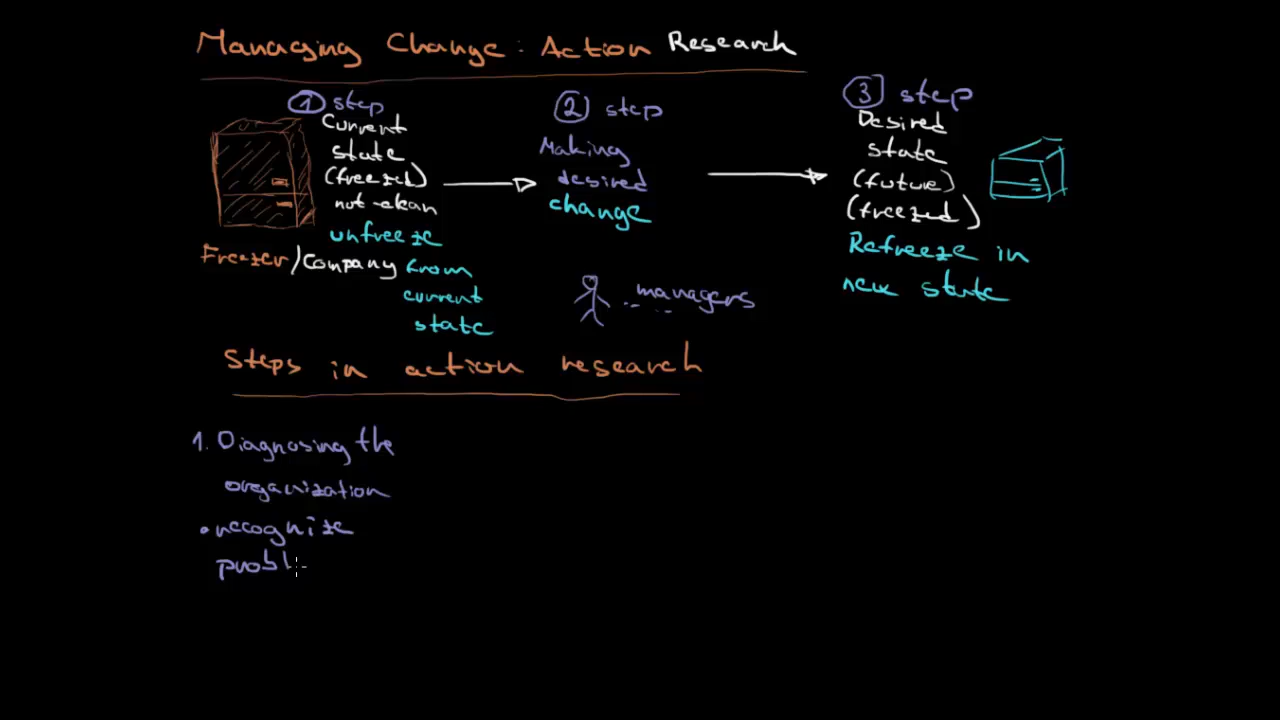 Managing Change: Action Research
1 step
Current
state
(freezed)
not clean
unfreeze
from
current
state
Freezer/Company
2 step
Making
desired
change
managers
3 step
Desired
state
(future)
(freezed)
Refreeze in
new state
Steps in action research
1. Diagnosing the
organization
• recognize
probl